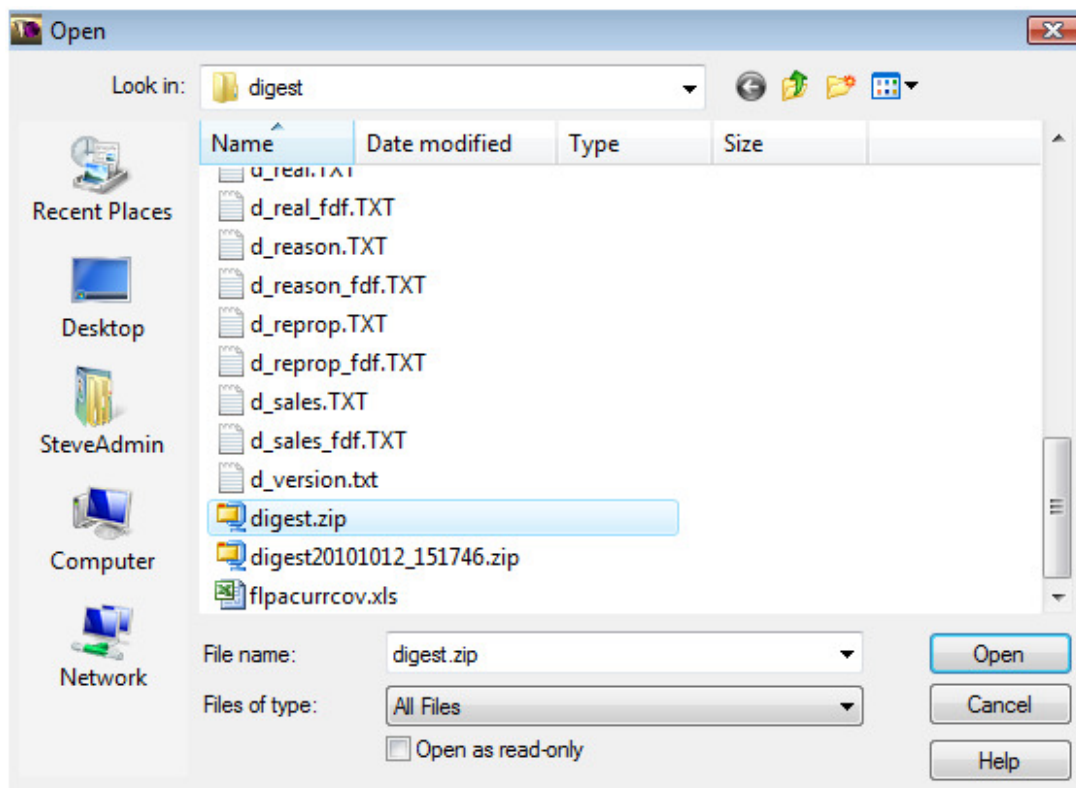 Open
Look in: digest
Name Date modified Type Size
d_real.TXT
d_real_fdf.TXT
d_reason.TXT
d_reason_fdf.TXT
d_reprop.TXT
d_reprop_fdf.TXT
d_sales.TXT
d_sales_fdf.TXT
d_version.txt
digest.zip
digest20101012_151746.zip
flpacurrcov.xls
Recent Places
Desktop
SteveAdmin
Computer
Network
File name: digest.zip Open
Files of type: All Files Cancel
Open as read-only
Help